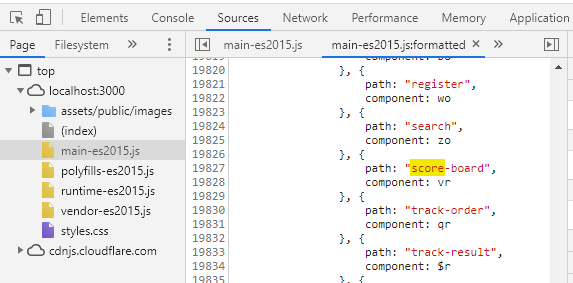 Elements Console Sources Network Performance Memory Application
Page Filesystem
main-es2015.js main-es2015.js:formatted
top
localhost:3000
assets/public/images
(index)
main-es2015.js
polyfills-es2015.js
runtime-es2015.js
vendor-es2015.js
styles.css
cdnjs.cloudflare.com
19820 }, {
19821 path: "register",
19822 component: wo
19823 }, {
19824 path: "search",
19825 component: zo
19826 }, {
19827 path: "score-board",
19828 component: vr
19829 }, {
19830 path: "track-order",
19831 component: qr
19832 }, {
19833 path: "track-result",
19834 component: $r
19835 }, {